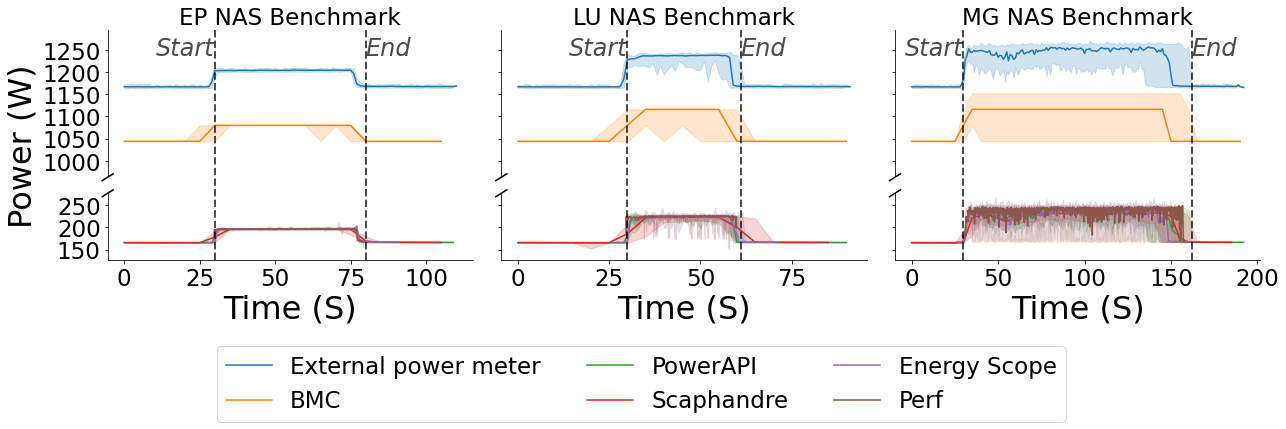 EP NAS Benchmark
LU NAS Benchmark
MG NAS Benchmark
Start
End
Start
End
Start
End
Power (W)
1250
1200
1150
1100
1050
1000
250
200
150
0 25 50 75 100
0 25 50 75
0 50 100 150 200
Time (S)
Time (S)
Time (S)
External power meter
PowerAPI
Energy Scope
BMC
Scaphandre
Perf